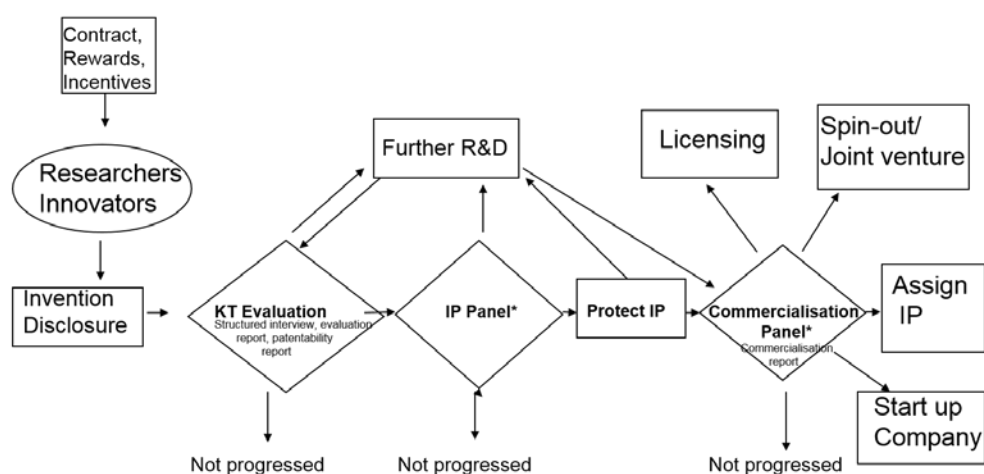 Contract,
Rewards,
Incentives
Researchers
Innovators
Invention
Disclosure
KT Evaluation
Structured interview, evaluation
report, patentability
report
Further R&D
IP Panel*
Protect IP
Licensing
Spin-out/
Joint venture
Commercialisation
Panel*
Commercialisation
report
Assign
IP
Start up
Company
Not progressed
Not progressed
Not progressed